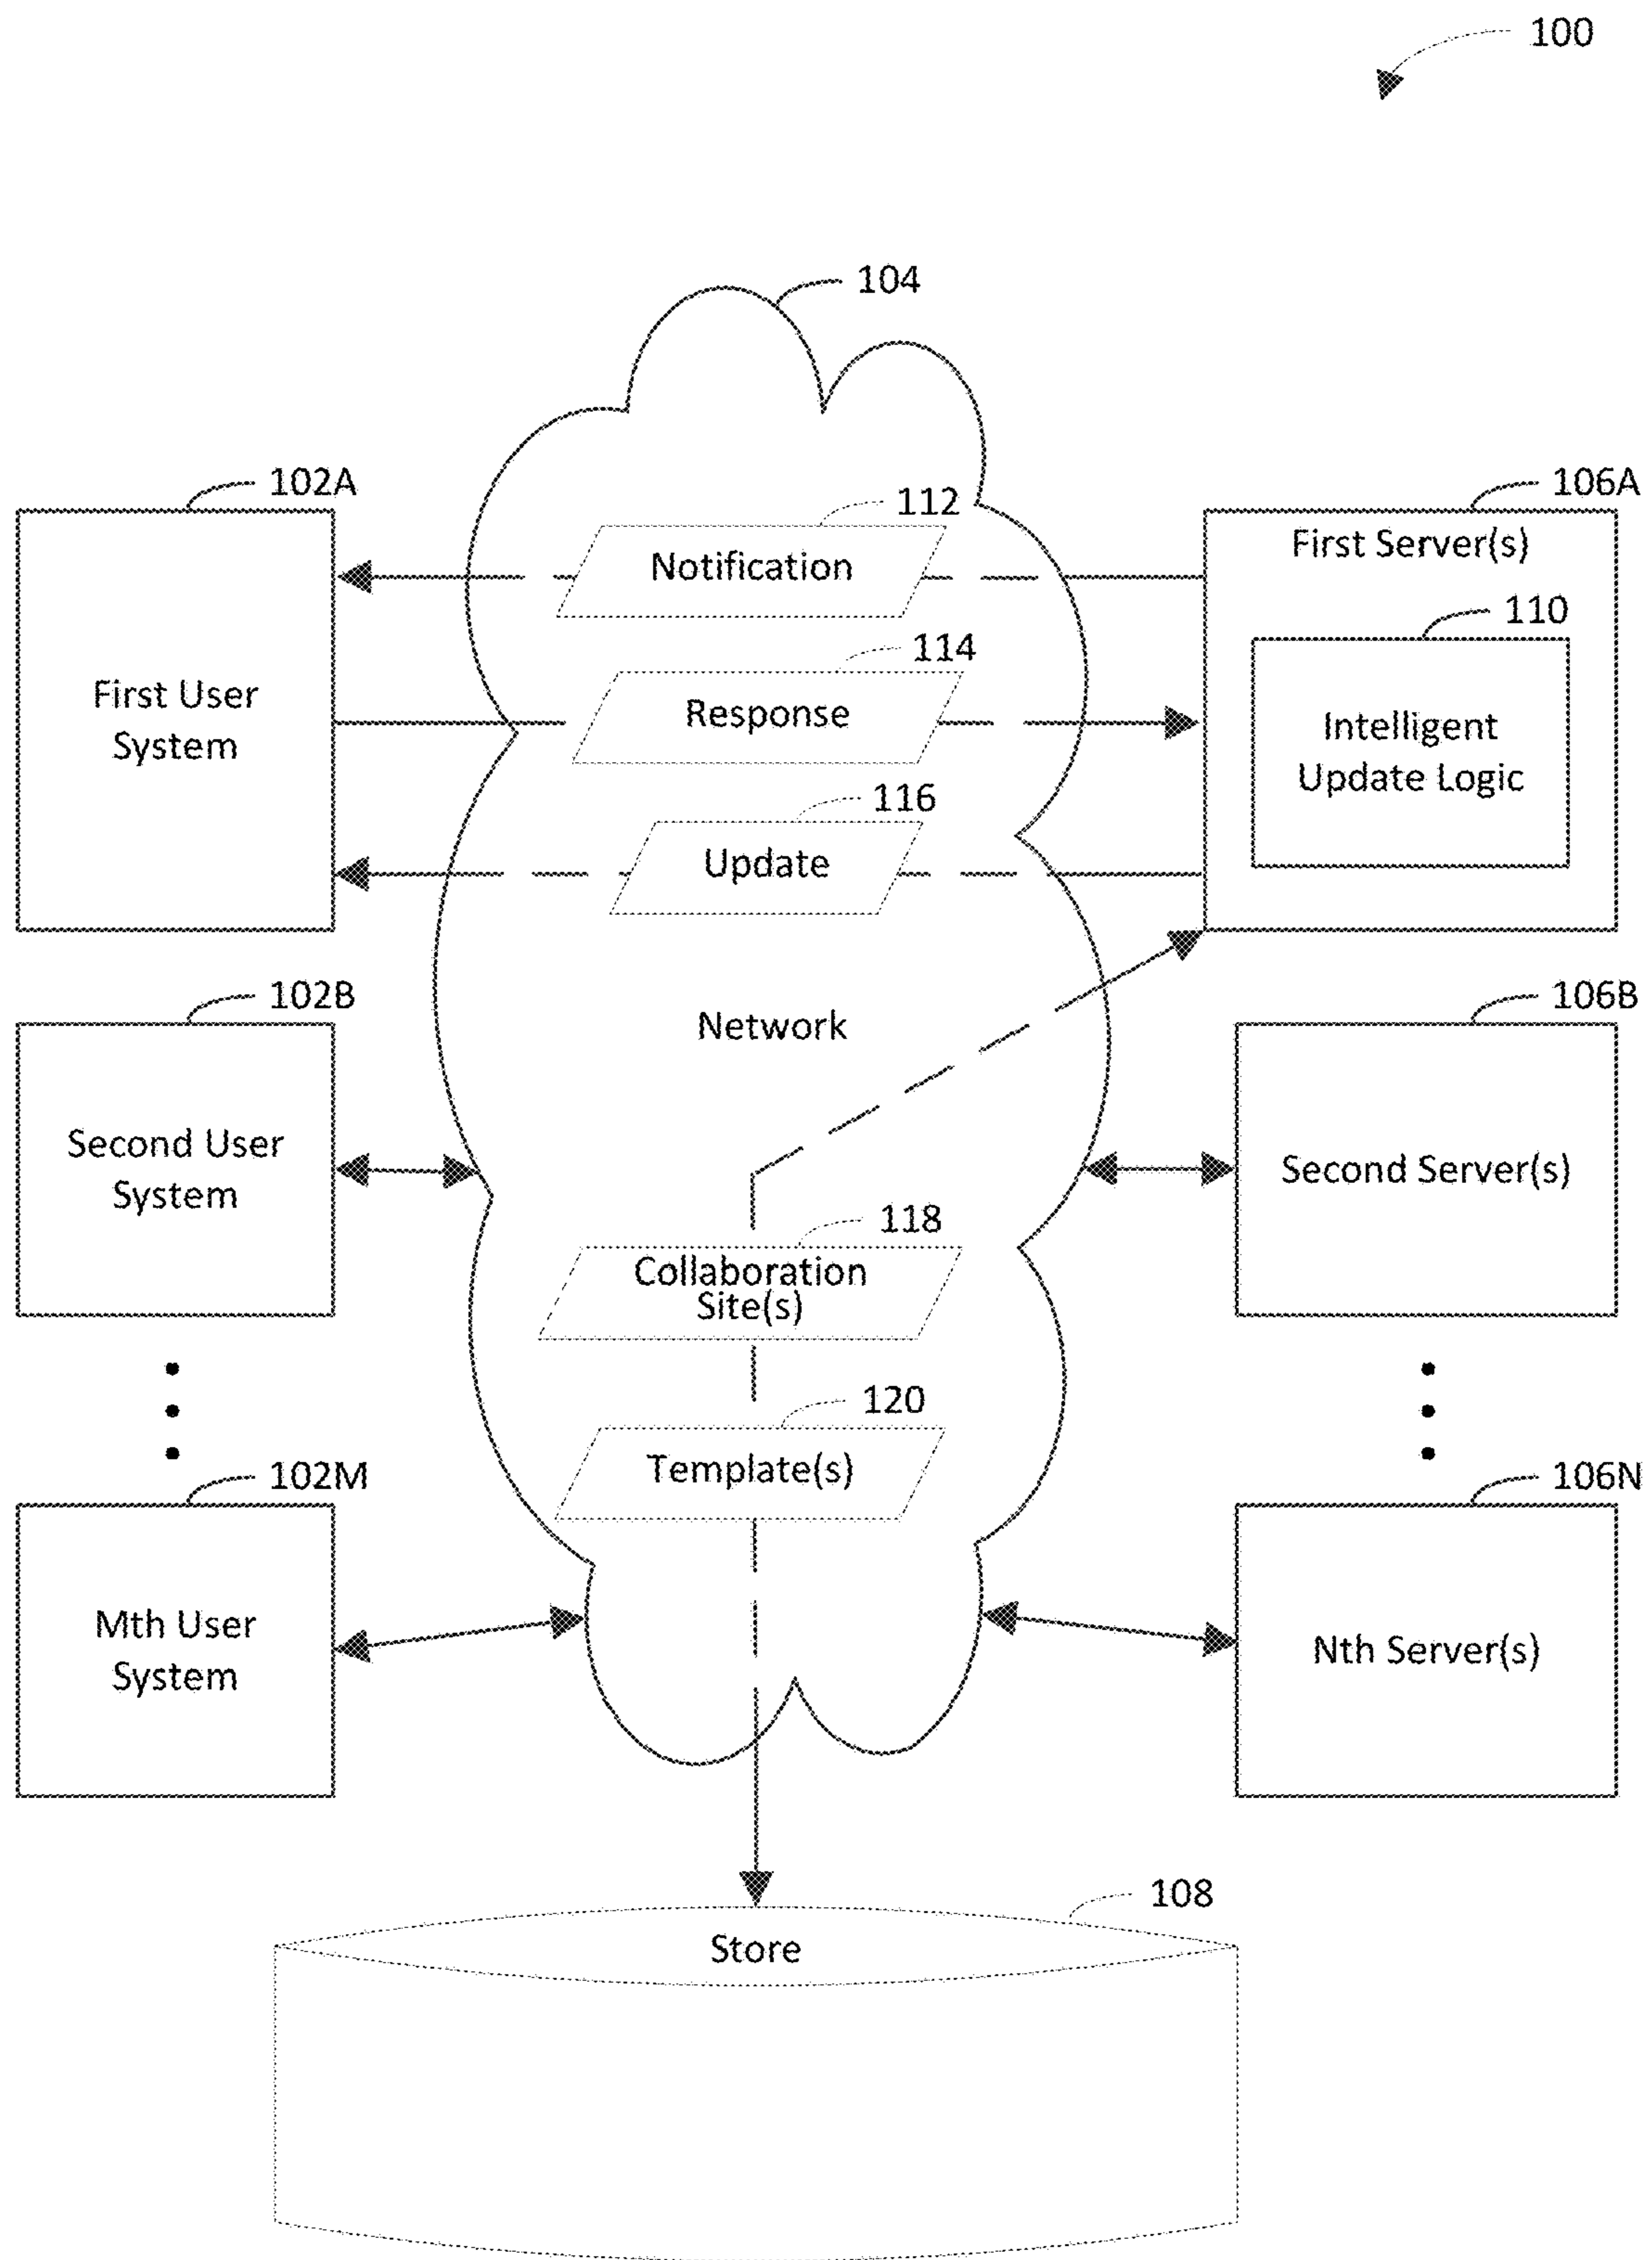 100
104
102A
112
106A
First Server(s)
Notification
110
114
First User
System
Response
Intelligent
Update Logic
116
Update
102B
Network
106B
Second User
System
Second Server(s)
118
Collaboration
Site(s)
120
102M
Template(s)
106N
Mth User
System
Nth Server(s)
108
Store